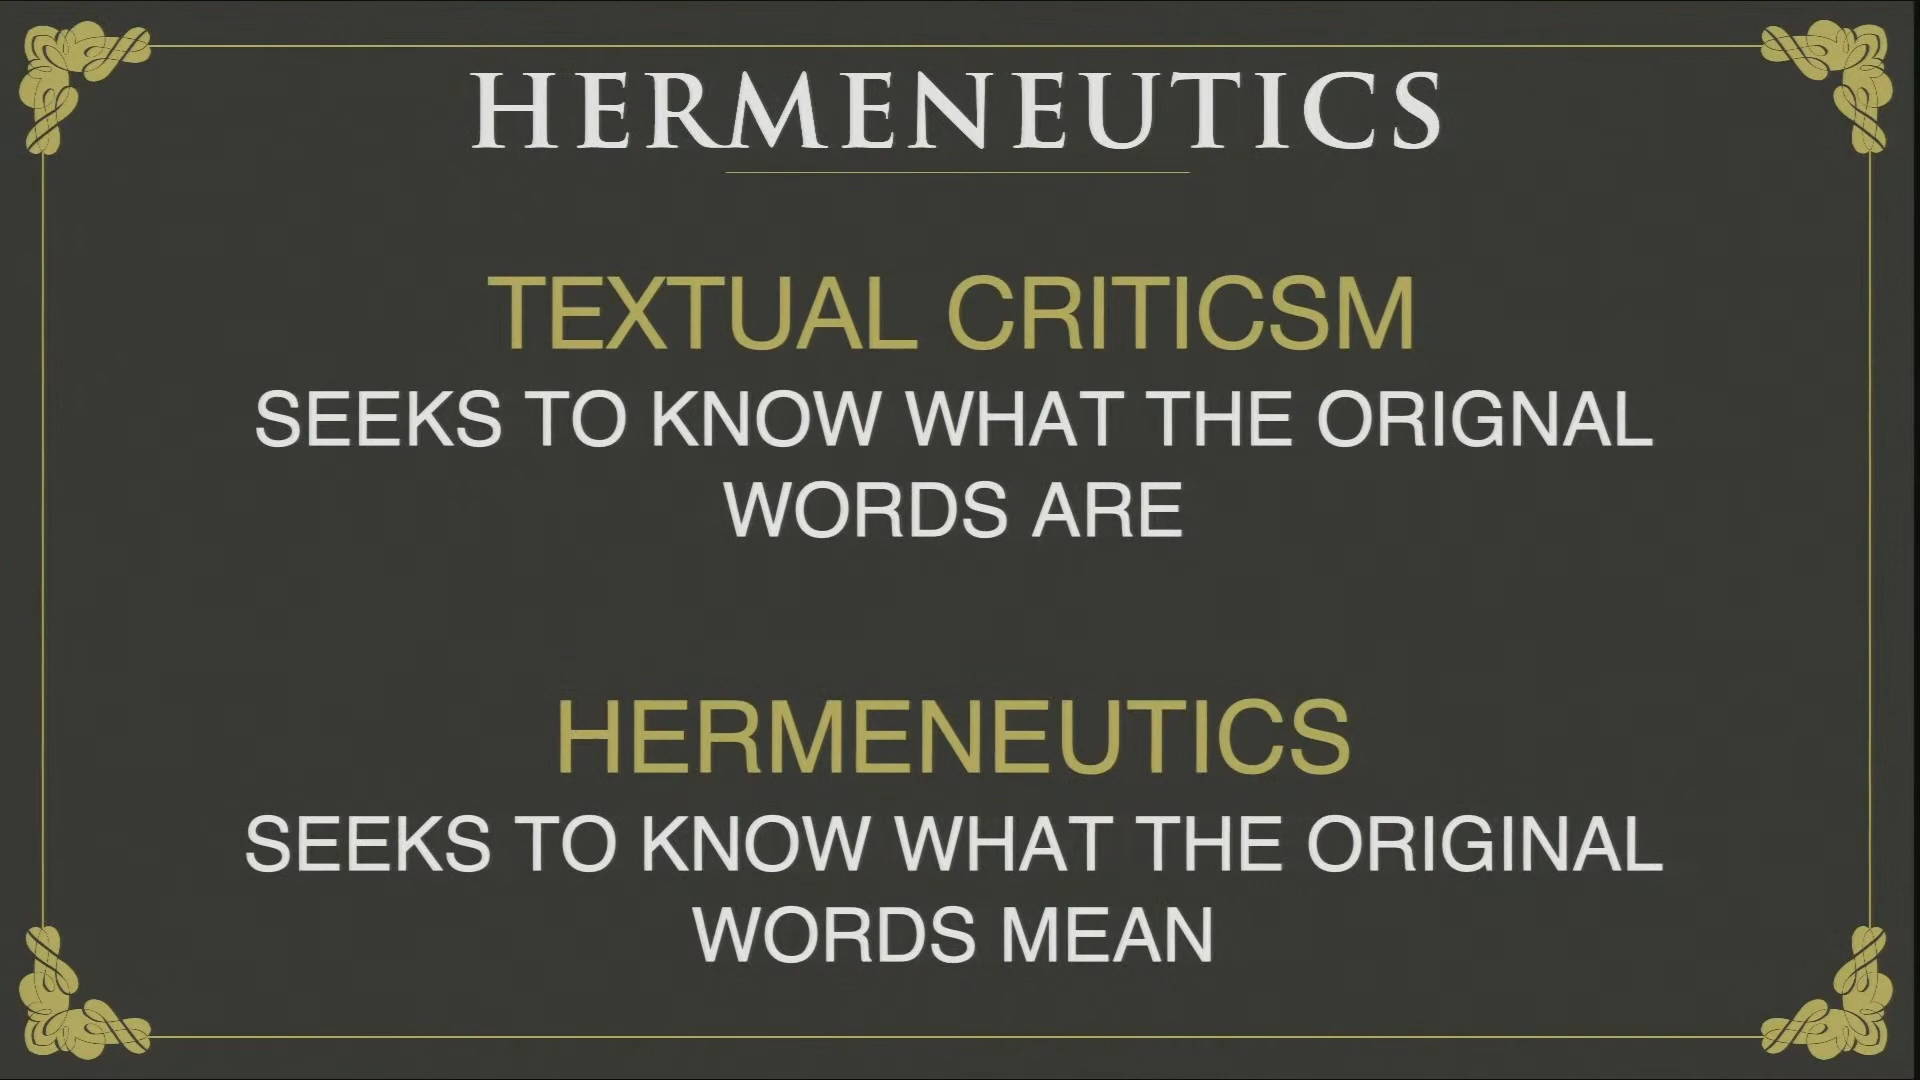 HERMENEUTICS
TEXTUAL CRITICSM
SEEKS TO KNOW WHAT THE ORIGNAL
WORDS ARE
HERMENEUTICS
SEEKS TO KNOW WHAT THE ORIGINAL
WORDS MEAN